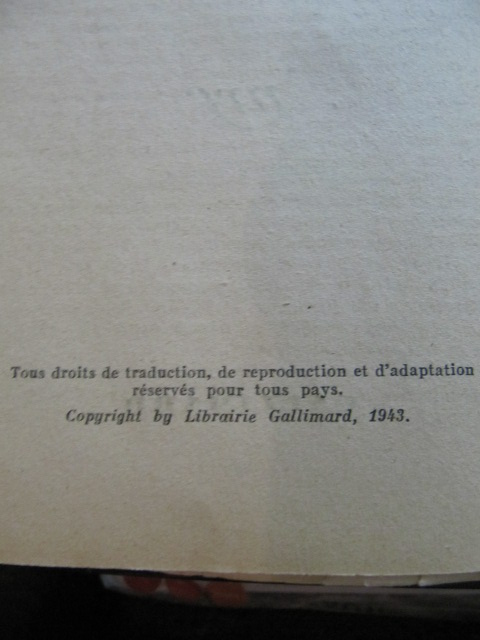 Tous droits de traduction, de reproduction et d'adaptation
réservés pour tous pays.
Copyright by Librairie Gallimard, 1943.